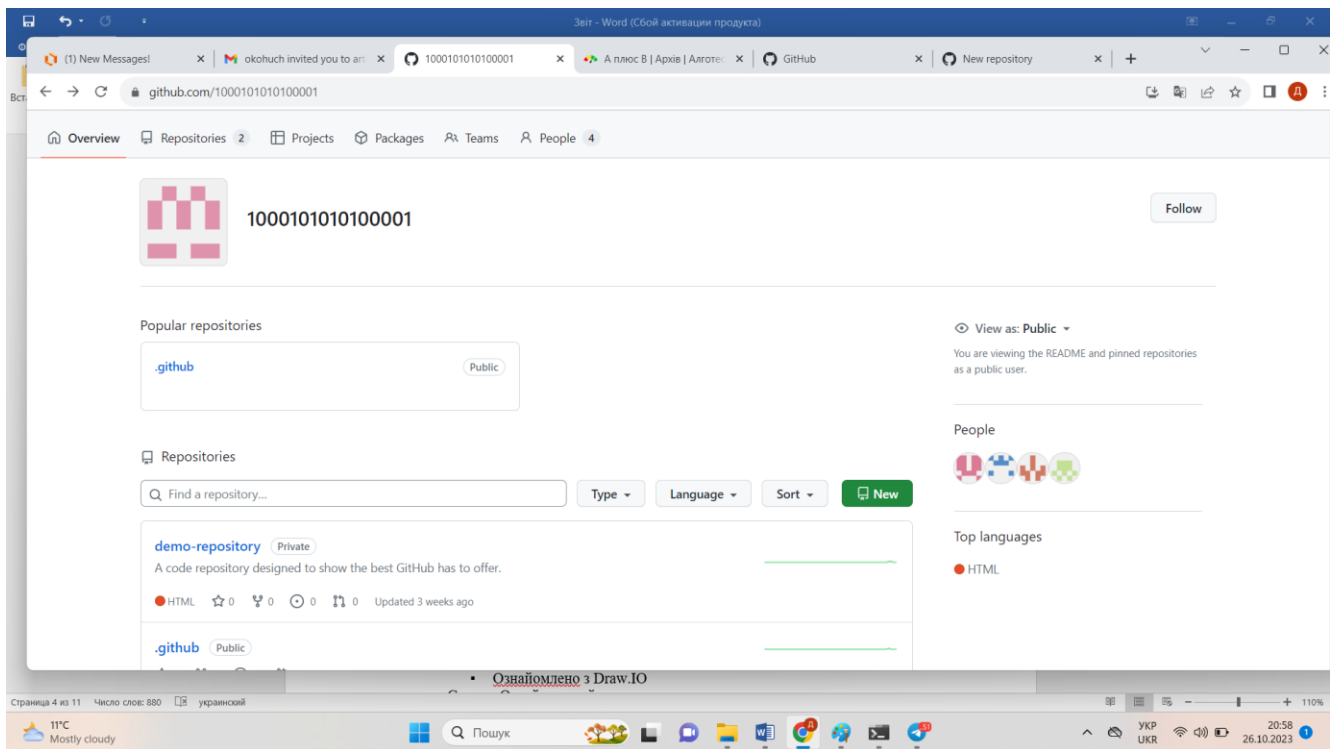 Звіт - Word (Сбой активации продукта)
(1) New Messages!
okohuch invited you to art
1000101010100001
А плюс В | Архів | Алготес
GitHub
New repository
github.com/1000101010100001
Д
Overview
Repositories 2
Projects
Packages
Teams
People 4
1000101010100001
Follow
Popular repositories
.github Public
View as: Public
You are viewing the README and pinned repositories
as a public user.
People
Repositories
Find a repository...
Type
Language
Sort
New
demo-repository Private
A code repository designed to show the best GitHub has to offer.
HTML 0 0 0 0 Updated 3 weeks ago
Top languages
HTML
.github Public
Ознайомлено з Draw.IO
Страница 4 из 11 Число слов: 880 украинский 110%
11°C
Mostly cloudy
Пошук
УКР
UKR
20:58
26.10.2023
1